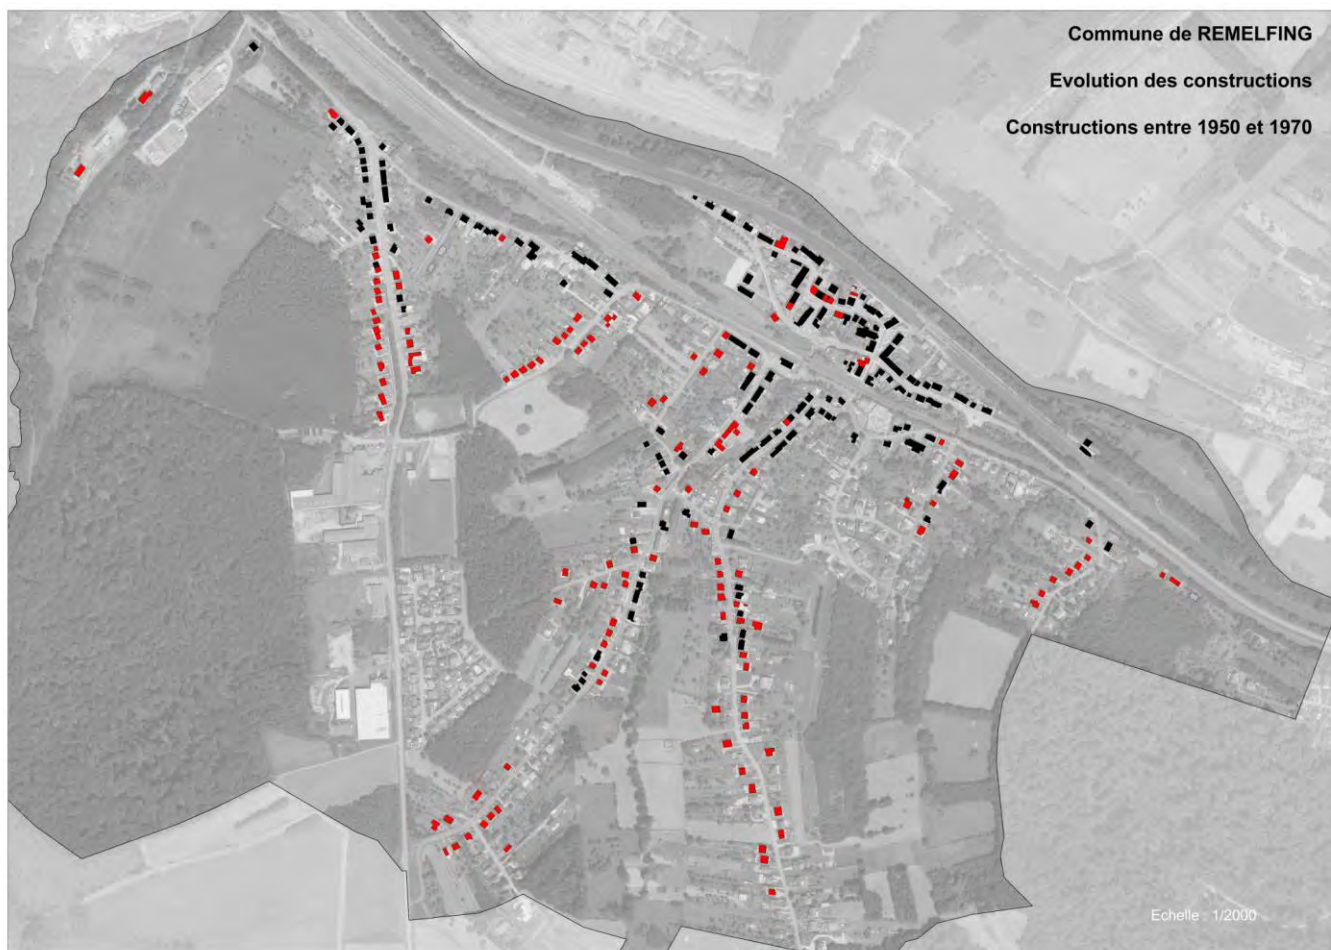 Commune de REMELFING
Evolution des constructions
Constructions entre 1950 et 1970
Echelle : 1/2000